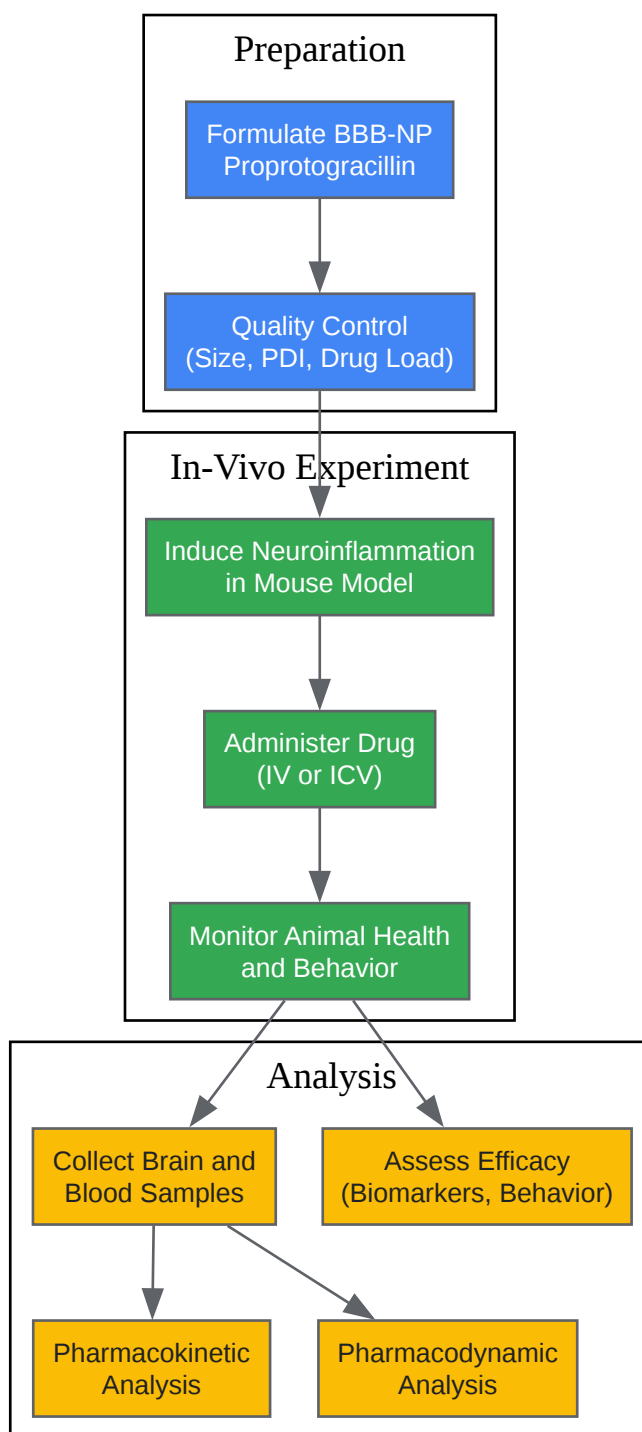 Preparation
Formulate BBB-NP
Proprotogracillin
Quality Control
(Size, PDI, Drug Load)
In-Vivo Experiment
Induce Neuroinflammation
in Mouse Model
Administer Drug
(IV or ICV)
Monitor Animal Health
and Behavior
Analysis
Collect Brain and
Blood Samples
Assess Efficacy
(Biomarkers, Behavior)
Pharmacokinetic
Analysis
Pharmacodynamic
Analysis